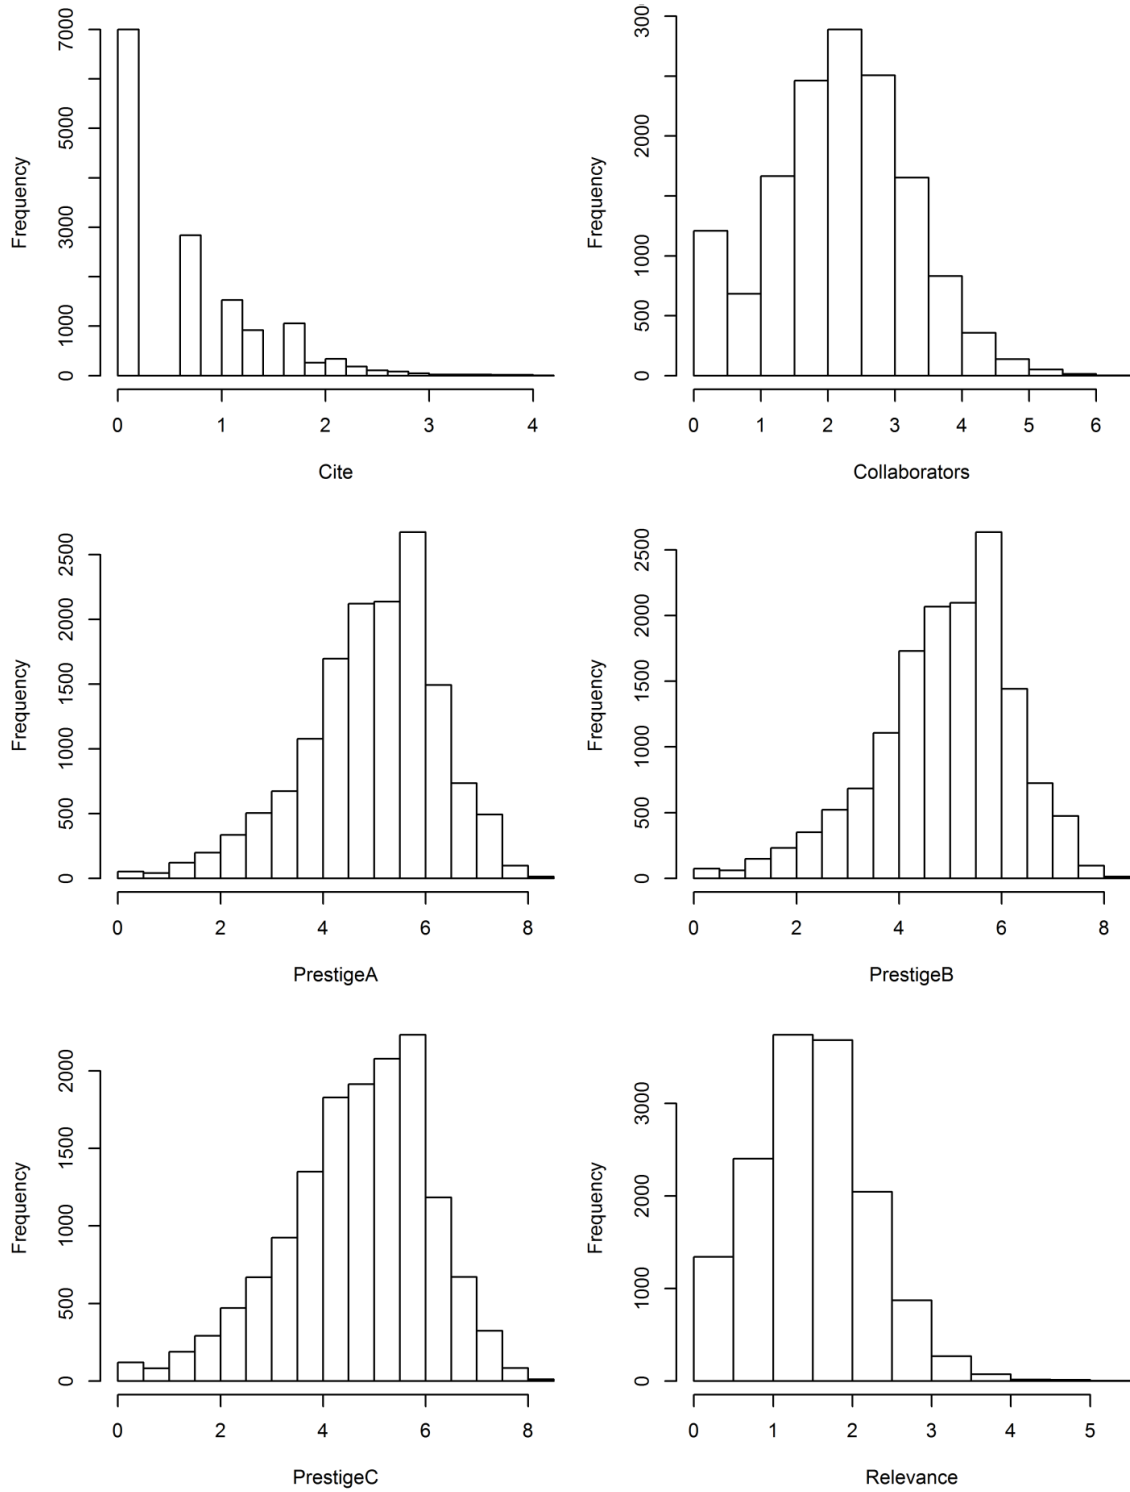 Frequency
0 1000 3000 5000 7000
0 1 2 3 4
Cite
Frequency
0 500 1000 2000 300
0 1 2 3 4 5 6
Collaborators
Frequency
0 500 1000 1500 2000 2500
0 2 4 6 8
PrestigeA
Frequency
0 500 1000 1500 2000 2500
0 2 4 6 8
PrestigeB
Frequency
0 500 1000 1500 2000
0 2 4 6 8
PrestigeC
Frequency
0 1000 2000 3000
0 1 2 3 4 5
Relevance